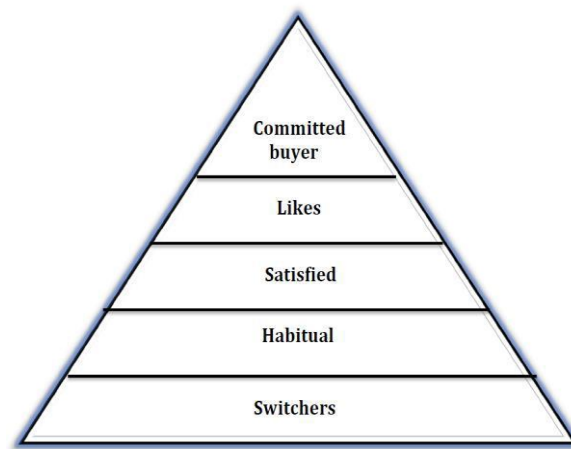 Committed
buyer
Likes
Satisfied
Habitual
Switchers